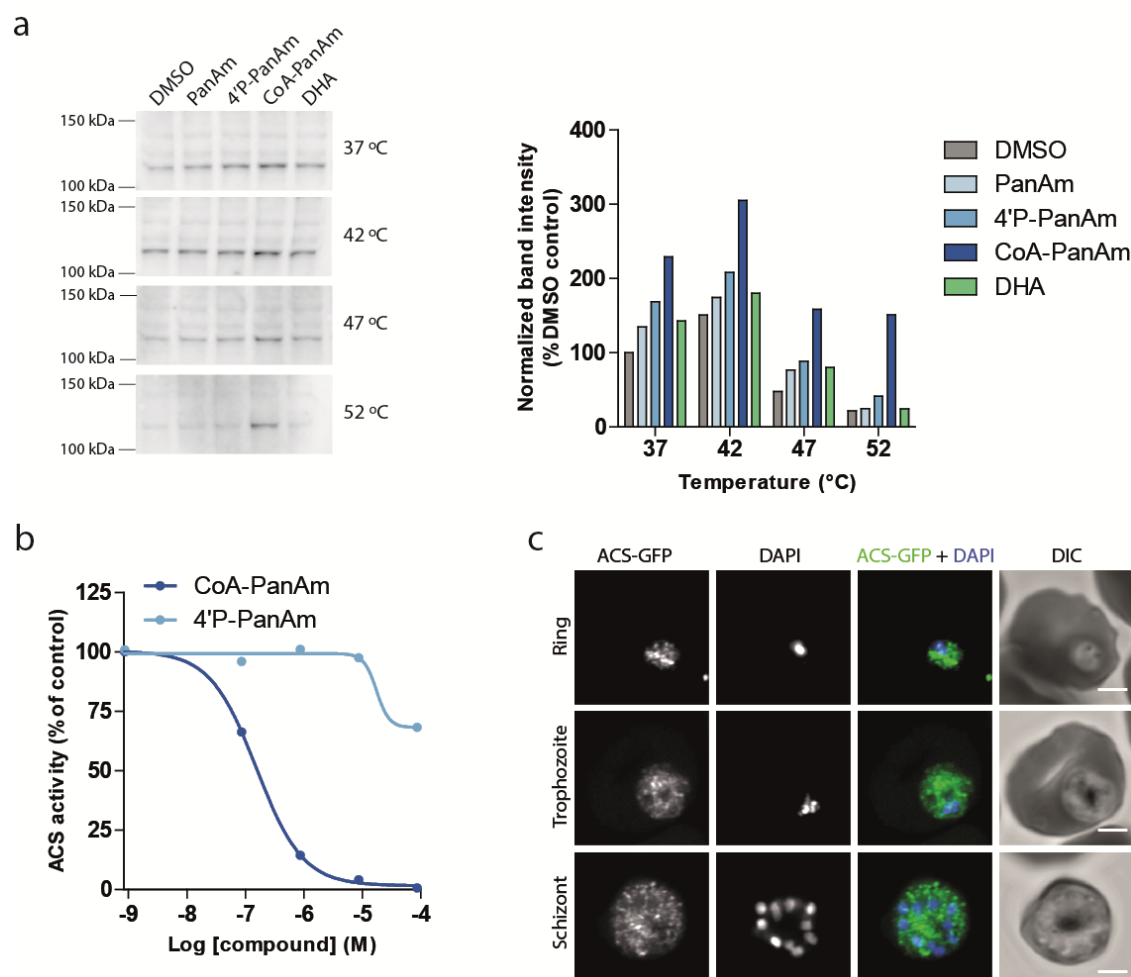 a
DMSO
PanAm
4'P-PanAm
CoA-PanAm
DHA
150 kDa
100 kDa
37 ºC
150 kDa
100 kDa
42 ºC
150 kDa
100 kDa
47 ºC
150 kDa
100 kDa
52 ºC
Normalized band intensity
(%DMSO control)
400
300
200
100
0
37 42 47 52
Temperature (ºC)
DMSO
PanAm
4'P-PanAm
CoA-PanAm
DHA
b
CoA-PanAm
4'P-PanAm
ACS activity (% of control)
125
100
75
50
25
0
-9 -8 -7 -6 -5 -4
Log [compound] (M)
c
ACS-GFP DAPI ACS-GFP + DAPI DIC
Ring
Trophozoite
Schizont